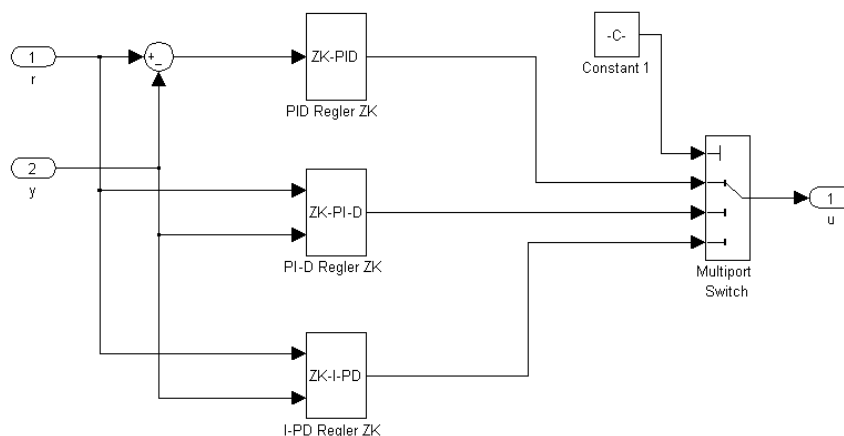 1
r
+
-
ZK-PID
PID Regler ZK
-C-
Constant 1
2
y
ZK-PI-D
PI-D Regler ZK
Multiport
Switch
1
u
ZK-I-PD
I-PD Regler ZK